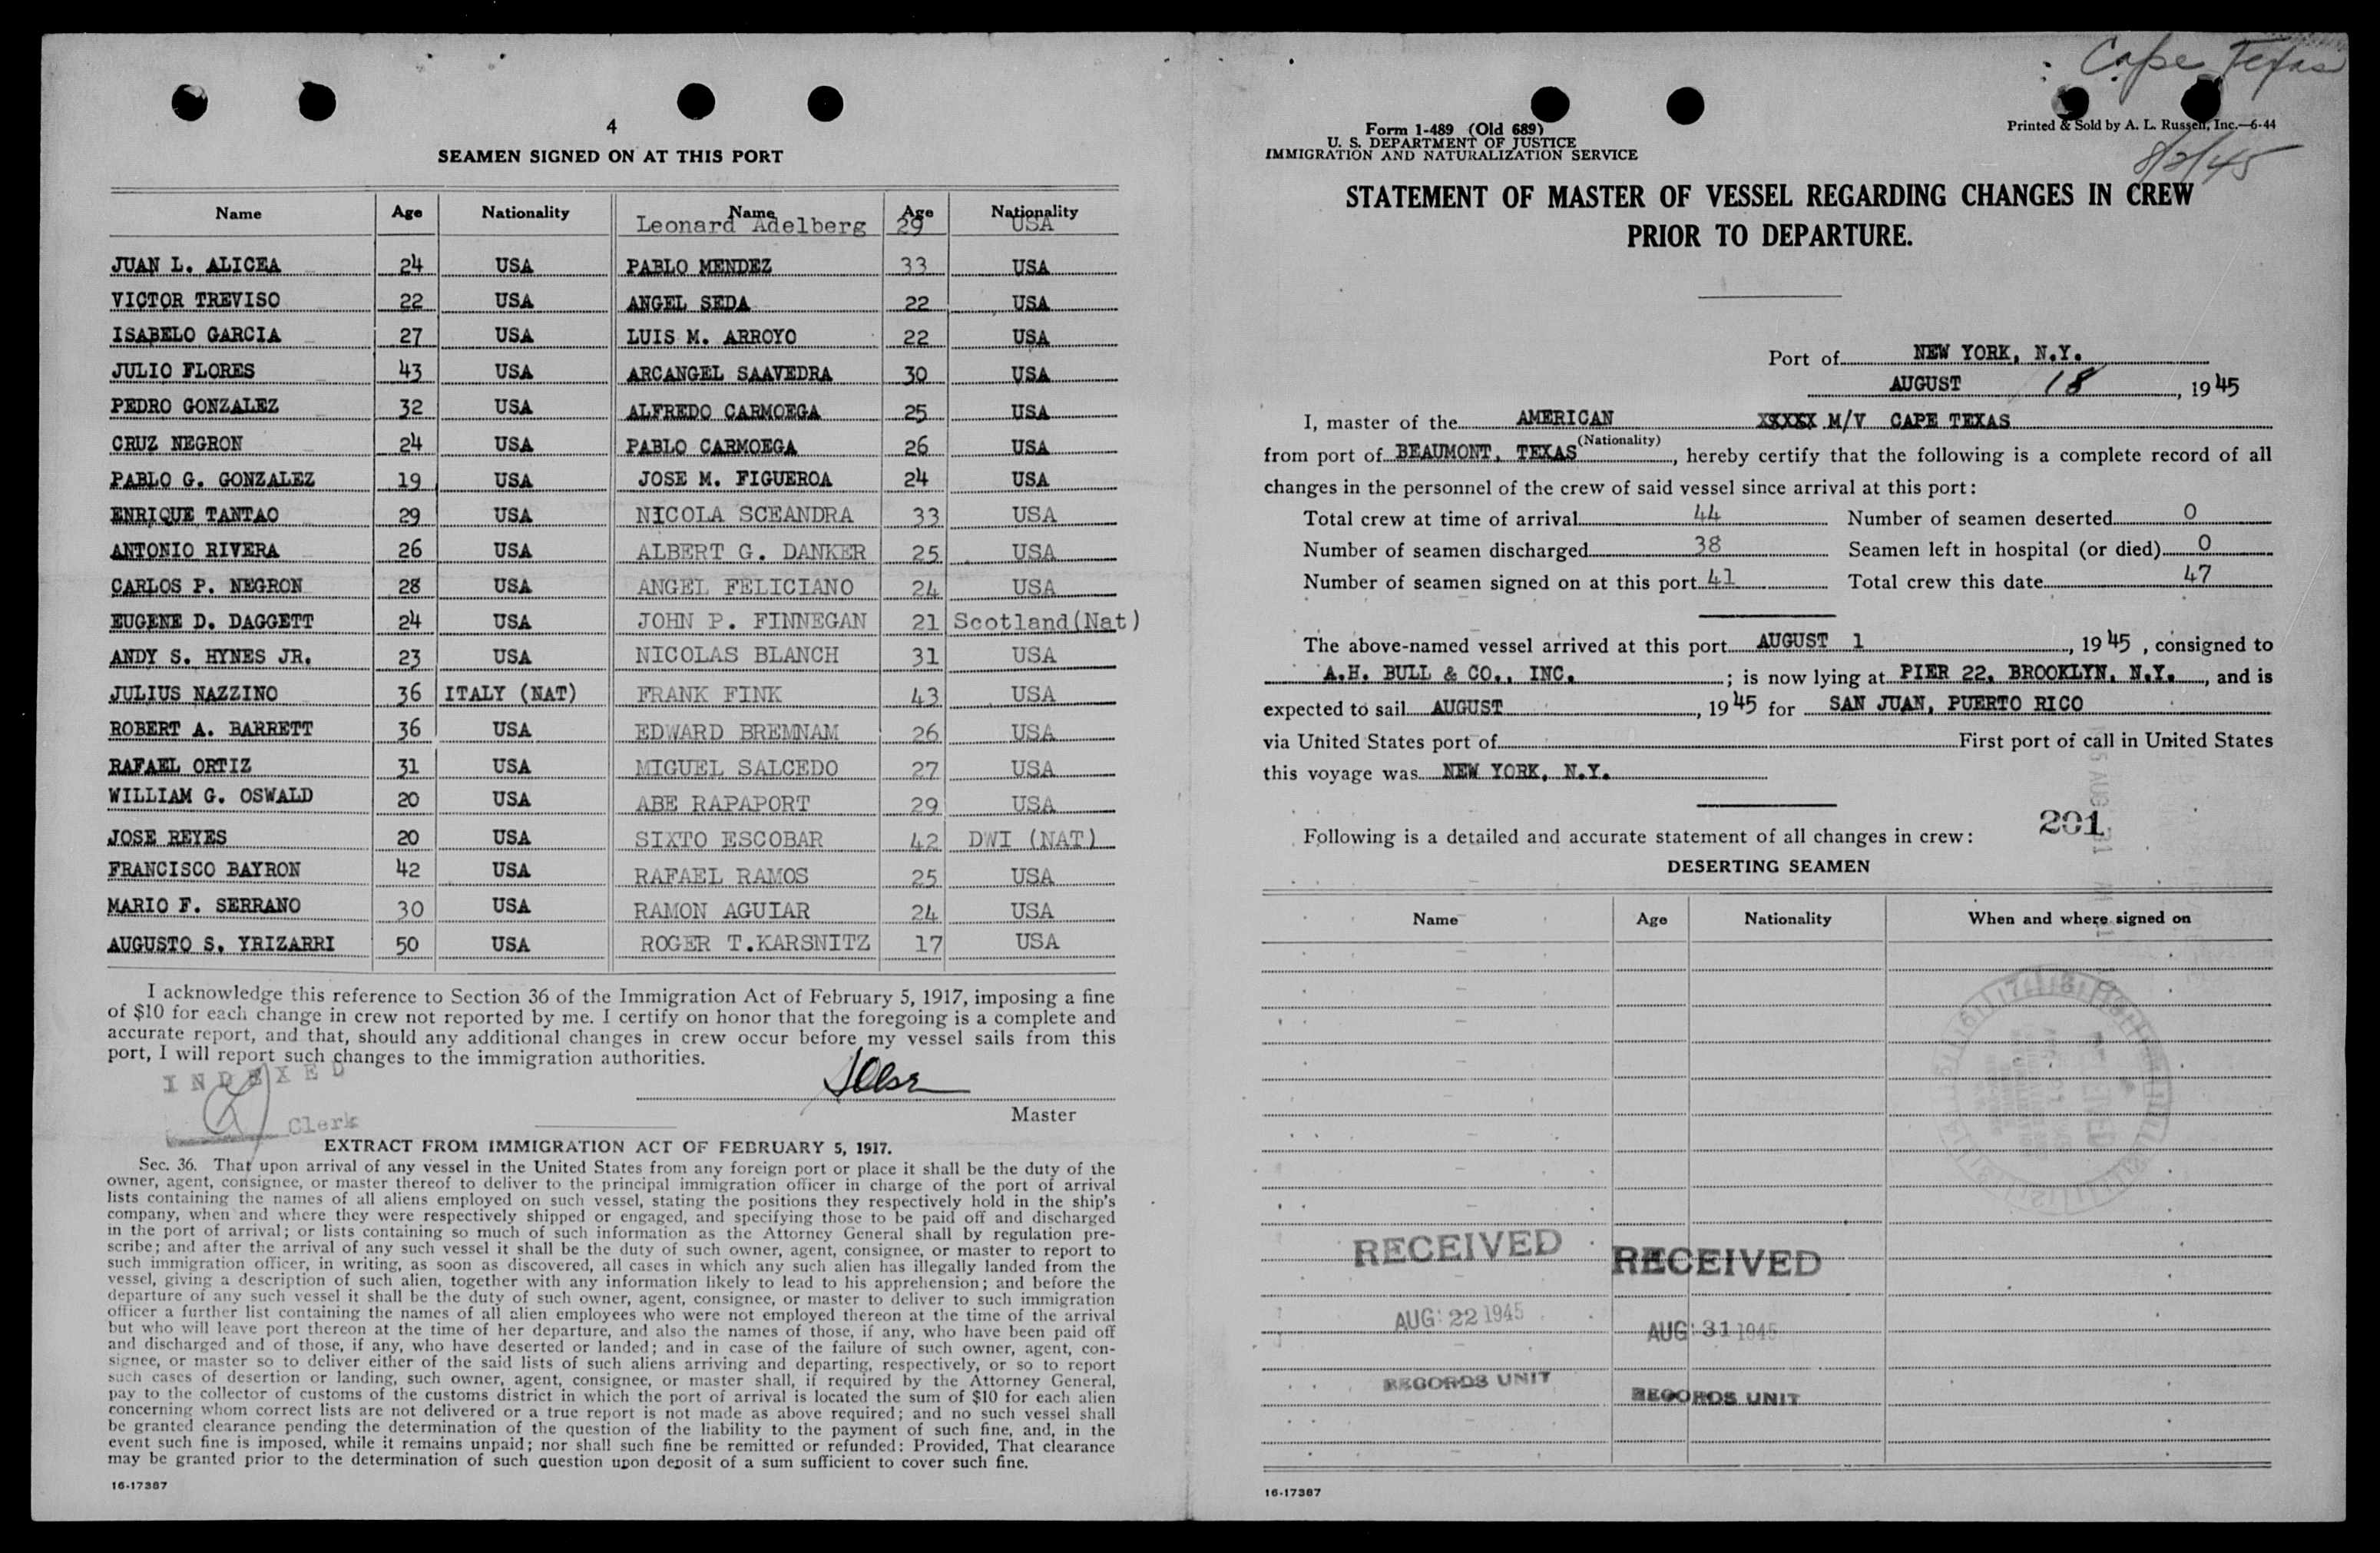 4
SEAMEN SIGNED ON AT THIS PORT
Name Age Nationality Name Age Nationality
Leonard Adelberg 29 USA
JUAN L. ALICEA 24 USA PABLO MENDEZ 33 USA
VICTOR TREVISO 22 USA ANGEL SEDA 22 USA
ISABELO GARCIA 27 USA LUIS M. ARROYO 22 USA
JULIO FLORES 43 USA ARCANGEL SAAVEDRA 30 USA
PEDRO GONZALEZ 32 USA ALFREDO CARMOEGA 25 USA
CRUZ NEGRON 24 USA PABLO CARMOEGA 26 USA
PABLO G. GONZALEZ 19 USA JOSE M. FIGUEROA 24 USA
ENRIQUE TANTAO 29 USA NICOLA SCEANDRA 33 USA
ANTONIO RIVERA 26 USA ALBERT G. DANKER 25 USA
CARLOS P. NEGRON 28 USA ANGEL FELICIANO 24 USA
EUGENE D. DAGGETT 24 USA JOHN P. FINNEGAN 21 Scotland(Nat)
ANDY S. HYNES JR. 23 USA NICOLAS BLANCH 31 USA
JULIUS NAZZINO 36 ITALY (NAT) FRANK FINK 43 USA
ROBERT A. BARRETT 36 USA EDWARD BREMNAM 26 USA
RAFAEL ORTIZ 31 USA MIGUEL SALCEDO 27 USA
WILLIAM G. OSWALD 20 USA ABE RAPAPORT 29 USA
JOSE REYES 20 USA SIXTO ESCOBAR 42 DWI (NAT)
FRANCISCO BAYRON 42 USA RAFAEL RAMOS 25 USA
MARIO F. SERRANO 30 USA RAMON AGUIAR 24 USA
AUGUSTO S. YRIZARRI 50 USA ROGER T.KARSNITZ 17 USA
I acknowledge this reference to Section 36 of the Immigration Act of February 5, 1917, imposing a fine
of $10 for each change in crew not reported by me. I certify on honor that the foregoing is a complete and
accurate report, and that, should any additional changes in crew occur before my vessel sails from this
port, I will report such changes to the immigration authorities.
INDEXED
Clerk
Master
EXTRACT FROM IMMIGRATION ACT OF FEBRUARY 5, 1917.
Sec. 36. That upon arrival of any vessel in the United States from any foreign port or place it shall be the duty of the
owner, agent, consignee, or master thereof to deliver to the principal immigration officer in charge of the port of arrival
lists containing the names of all aliens employed on such vessel, stating the positions they respectively hold in the ship's
company, when and where they were respectively shipped or engaged, and specifying those to be paid off and discharged
in the port of arrival; or lists containing so much of such information as the Attorney General shall by regulation pre-
scribe; and after the arrival of any such vessel it shall be the duty of such owner, agent, consignee, or master to report to
such immigration officer, in writing, as soon as discovered, all cases in which any such alien has illegally landed from the
vessel, giving a description of such alien, together with any information likely to lead to his apprehension; and before the
departure of any such vessel it shall be the duty of such owner, agent, consignee, or master to deliver to such immigration
officer a further list containing the names of all alien employees who were not employed thereon at the time of the arrival
but who will leave port thereon at the time of her departure, and also the names of those, if any, who have been paid off
and discharged and of those, if any, who have deserted or landed; and in case of the failure of such owner, agent, con-
signee, or master so to deliver either of the said lists of such aliens arriving and departing, respectively, or so to report
such cases of desertion or landing, such owner, agent, consignee, or master shall, if required by the Attorney General,
pay to the collector of customs of the customs district in which the port of arrival is located the sum of $10 for each alien
concerning whom correct lists are not delivered or a true report is not made as above required; and no such vessel shall
be granted clearance pending the determination of the question of the liability to the payment of such fine, and, in the
event such fine is imposed, while it remains unpaid; nor shall such fine be remitted or refunded: Provided, That clearance
may be granted prior to the determination of such question upon deposit of a sum sufficient to cover such fine.
16-17387
Cape Texas
Form 1-489 (Old 689)
U. S. DEPARTMENT OF JUSTICE
IMMIGRATION AND NATURALIZATION SERVICE
Printed & Sold by A. L. Russell, Inc.—6-44
8/2/45
STATEMENT OF MASTER OF VESSEL REGARDING CHANGES IN CREW
PRIOR TO DEPARTURE.
Port of NEW YORK, N.Y.
AUGUST 18, 1945
I, master of the AMERICAN XXXXX M/V CAPE TEXAS
(Nationality)
from port of BEAUMONT, TEXAS, hereby certify that the following is a complete record of all
changes in the personnel of the crew of said vessel since arrival at this port:
Total crew at time of arrival 44 Number of seamen deserted 0
Number of seamen discharged 38 Seamen left in hospital (or died) 0
Number of seamen signed on at this port 41 Total crew this date 47
The above-named vessel arrived at this port AUGUST 1, 1945, consigned to
A.H. BULL & CO., INC.; is now lying at PIER 22, BROOKLYN, N.Y., and is
expected to sail AUGUST, 1945 for SAN JUAN, PUERTO RICO
via United States port of First port of call in United States
this voyage was NEW YORK, N.Y.
201
Following is a detailed and accurate statement of all changes in crew:
DESERTING SEAMEN
Name Age Nationality When and where signed on
RECEIVED RECEIVED
AUG 22 1945 AUG 31 1945
RECORDS UNIT RECORDS UNIT
16-17387